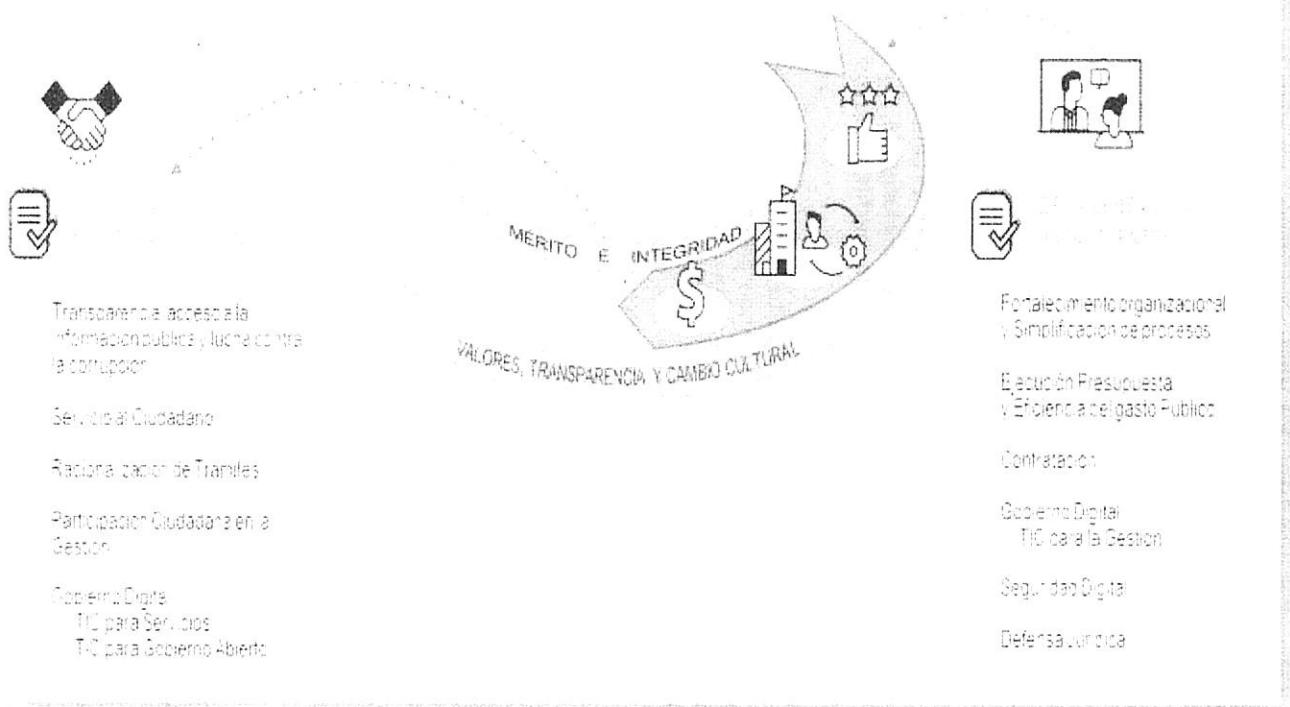 MÉRITO E INTEGRIDAD
VALORES, TRANSPARENCIA Y CAMBIO CULTURAL
Transparencia, acceso a la
información pública y lucha contra
la corrupción
Servicio al Ciudadano
Racionalización de Trámites
Participación Ciudadana en la
Gestión
Gobierno Digital
TIC para Servicios
TIC para Gobierno Abierto
Fortalecimiento organizacional
y Simplificación de procesos
Ejecución Presupuestal
y Eficiencia del gasto Público
Contratación
Gobierno Digital
TIC para la Gestión
Seguridad Digital
Defensa Jurídica